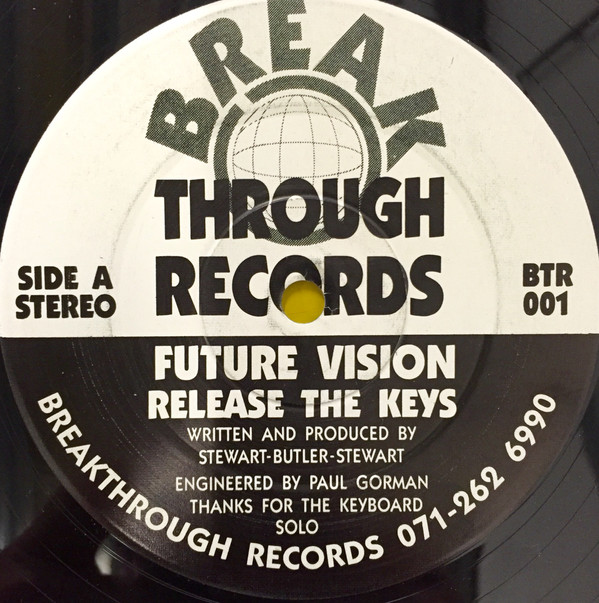 BREAK
THROUGH
RECORDS
SIDE A
STEREO
BTR
001
FUTURE VISION
RELEASE THE KEYS
WRITTEN AND PRODUCED BY
STEWART-BUTLER-STEWART
ENGINEERED BY PAUL GORMAN
THANKS FOR THE KEYBOARD
SOLO
BREAKTHROUGH RECORDS 071-262 6990